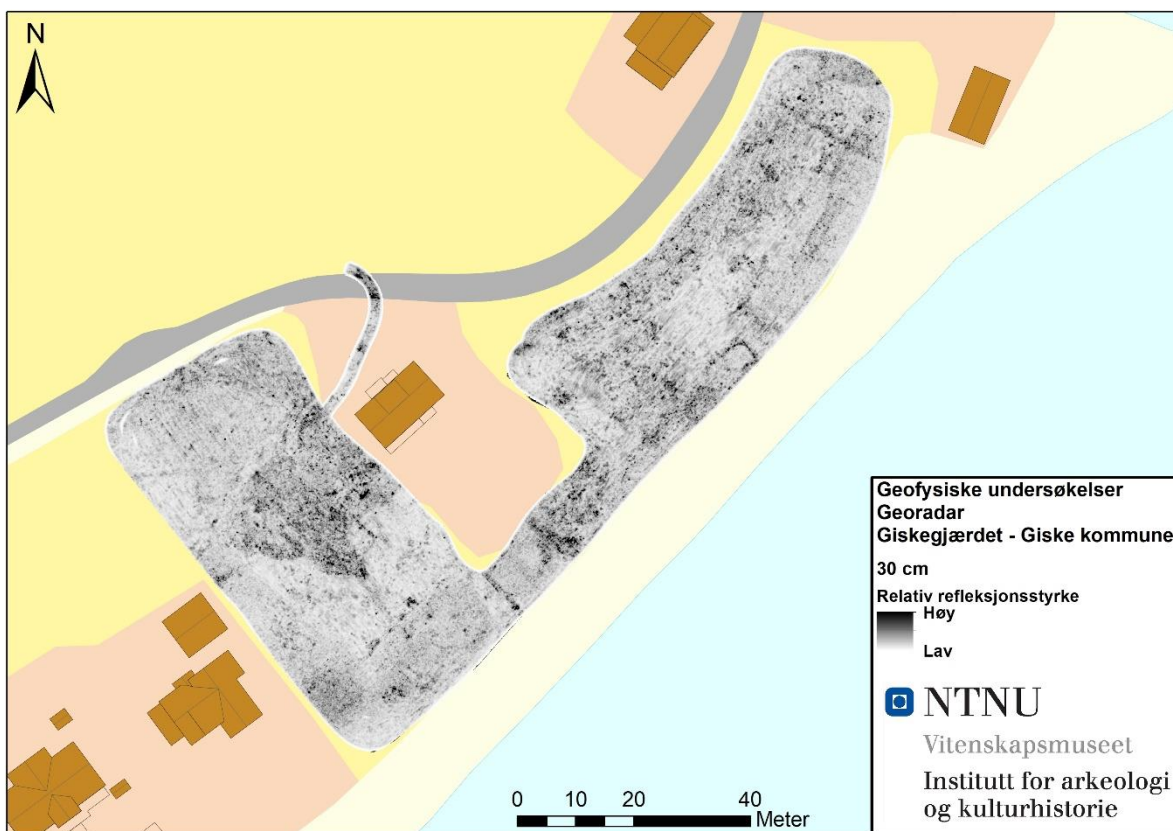 N
Geofysiske undersøkelser
Georadar
Giskegjærdet - Giske kommune
30 cm
Relativ refleksjonsstyrke
Høy
Lav
NTNU
Vitenskapsmuseet
Institutt for arkeologi
og kulturhistorie
0 10 20 40
Meter